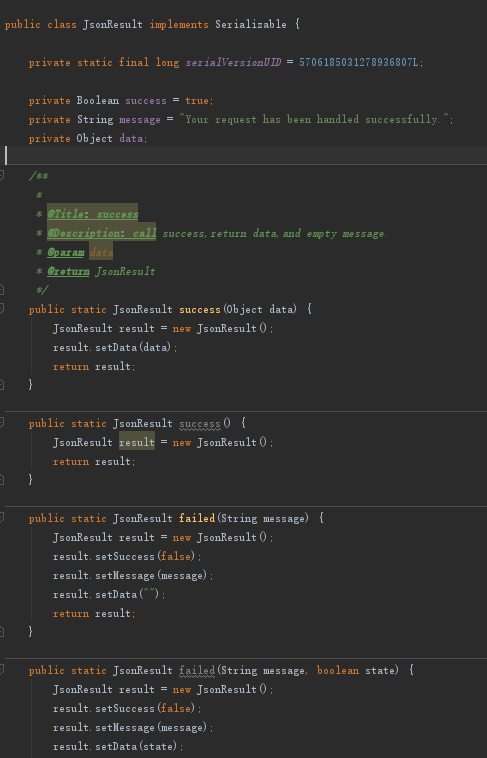 public class JsonResult implements Serializable {
private static final long serialVersionUID = 5706185031278936807L;
private Boolean success = true;
private String message = "Your request has been handled successfully.";
private Object data;
/**
*
* @Title: success
* @Description: call success,return data,and empty message.
* @param data
* @return JsonResult
*/
public static JsonResult success(Object data) {
JsonResult result = new JsonResult();
result.setData(data);
return result;
}
public static JsonResult success() {
JsonResult result = new JsonResult();
return result;
}
public static JsonResult failed(String message) {
JsonResult result = new JsonResult();
result.setSuccess(false);
result.setMessage(message);
result.setData("");
return result;
}
public static JsonResult failed(String message, boolean state) {
JsonResult result = new JsonResult();
result.setSuccess(false);
result.setMessage(message);
result.setData(state);